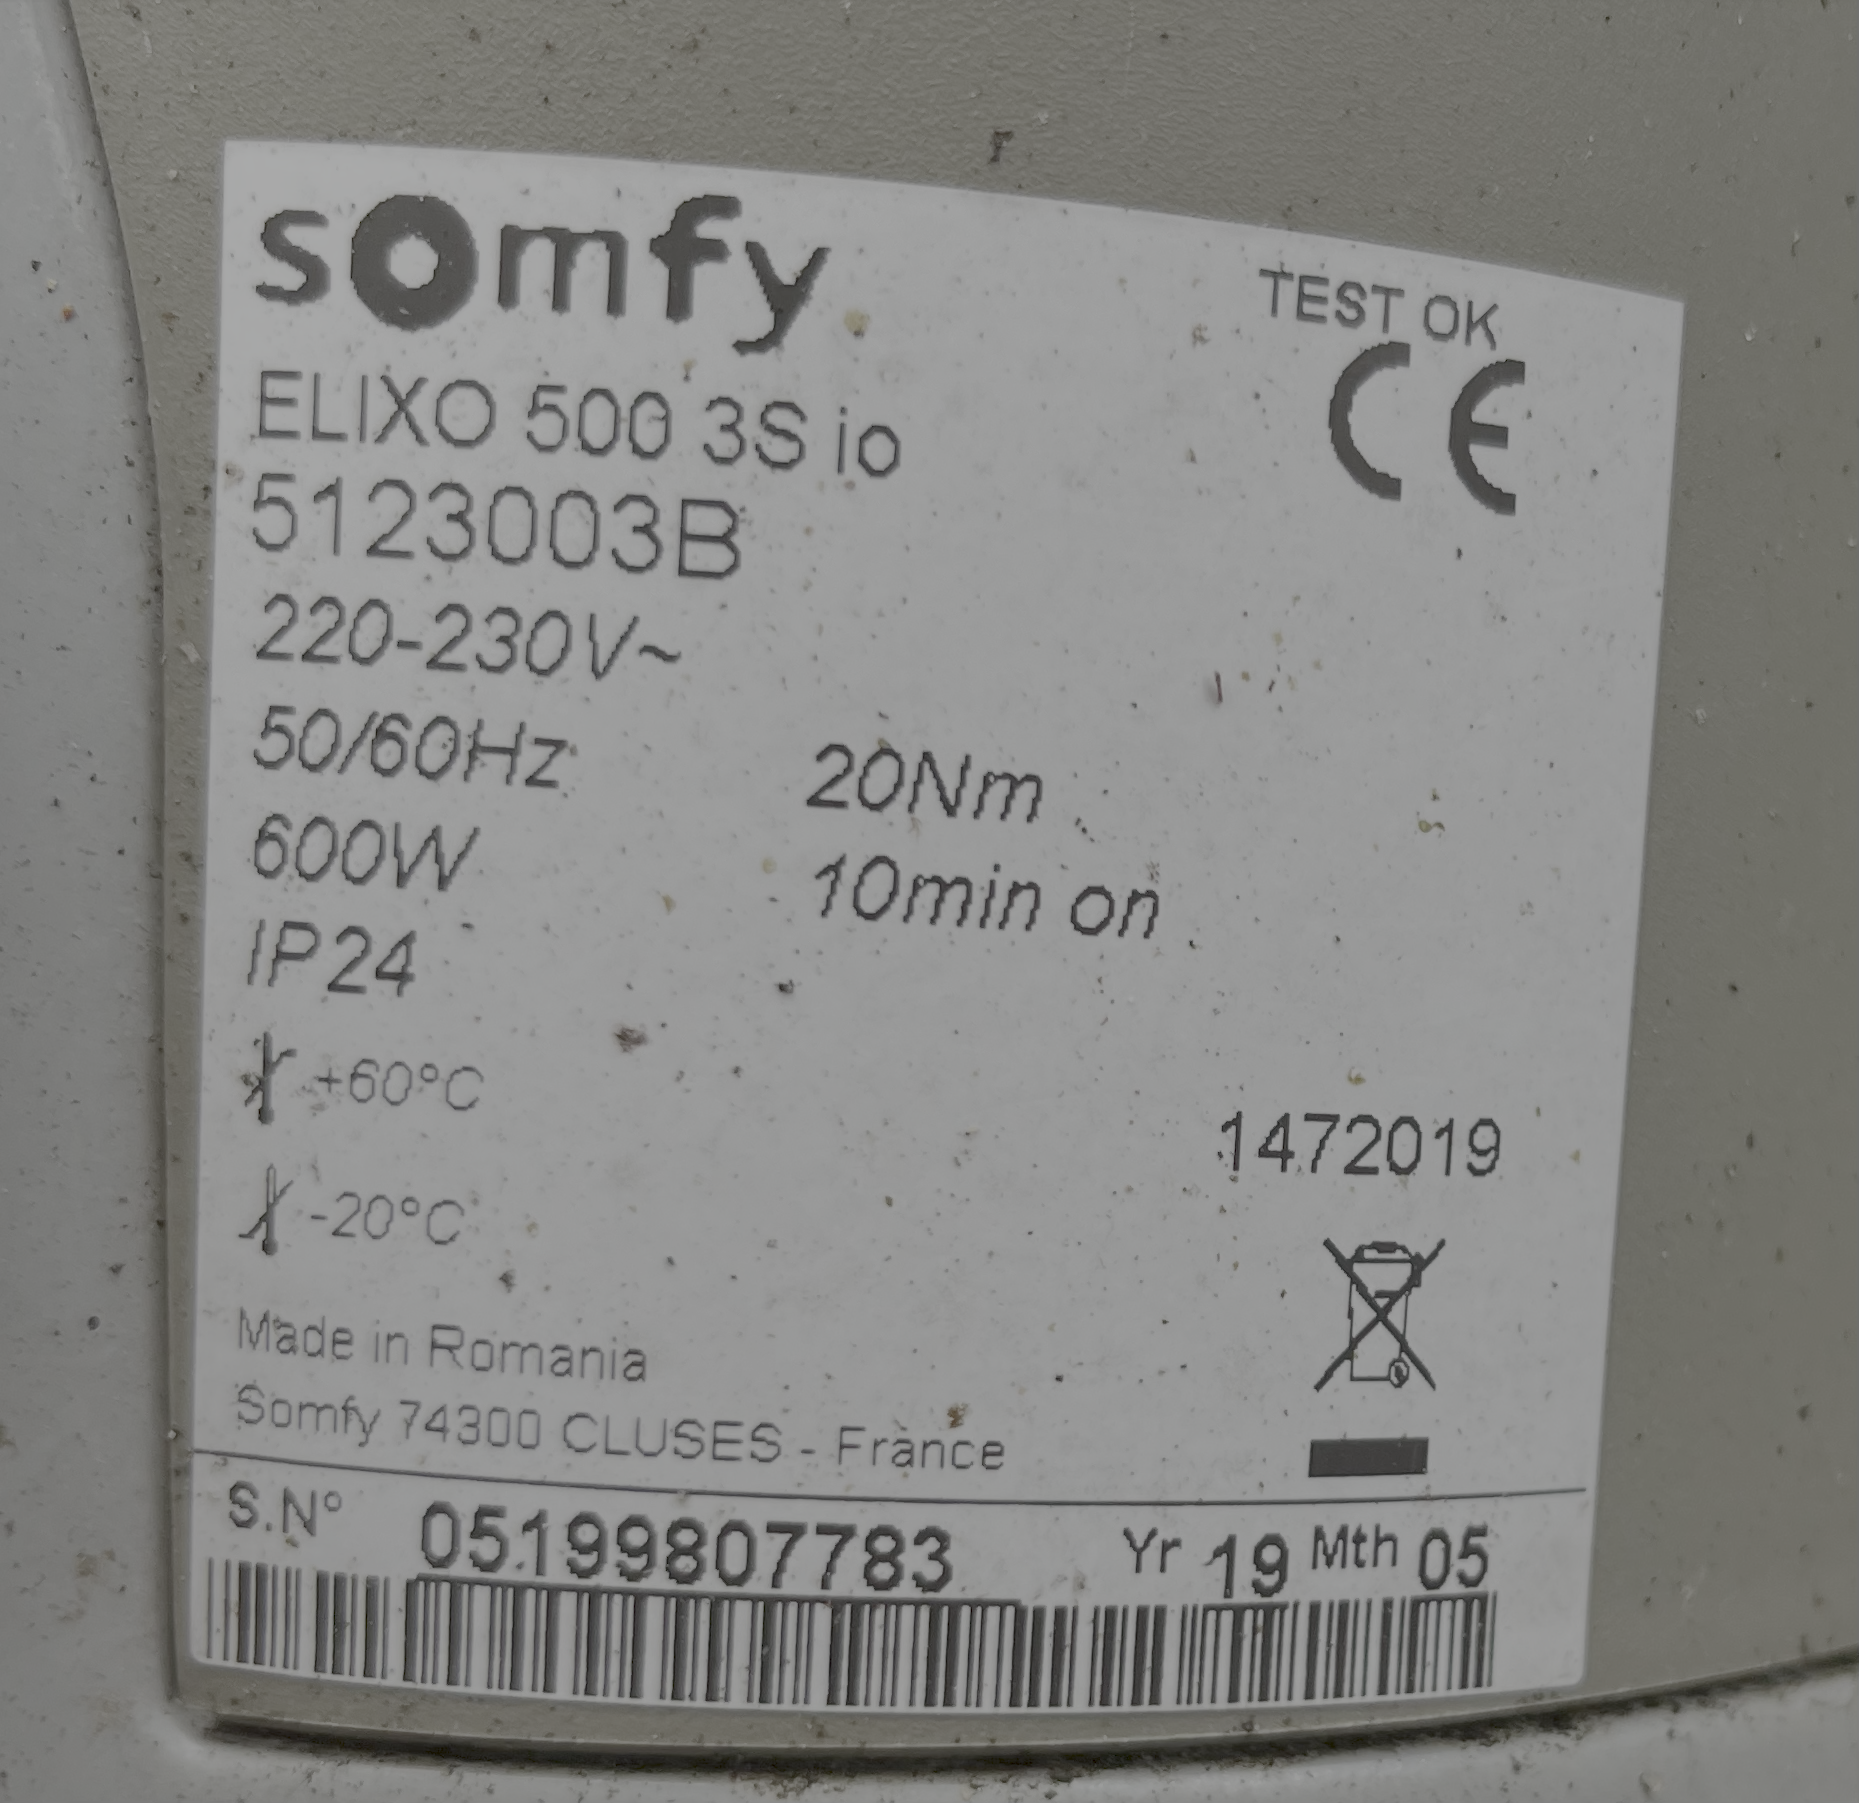 somfy
TEST OK
CE
ELIXO 500 3S io
5123003B
220-230V~
50/60Hz
20Nm
600W
10min on
IP24
+60°C
1472019
-20°C
Made in Romania
Somfy 74300 CLUSES - France
S.N° 05199807783 Yr 19 Mth 05